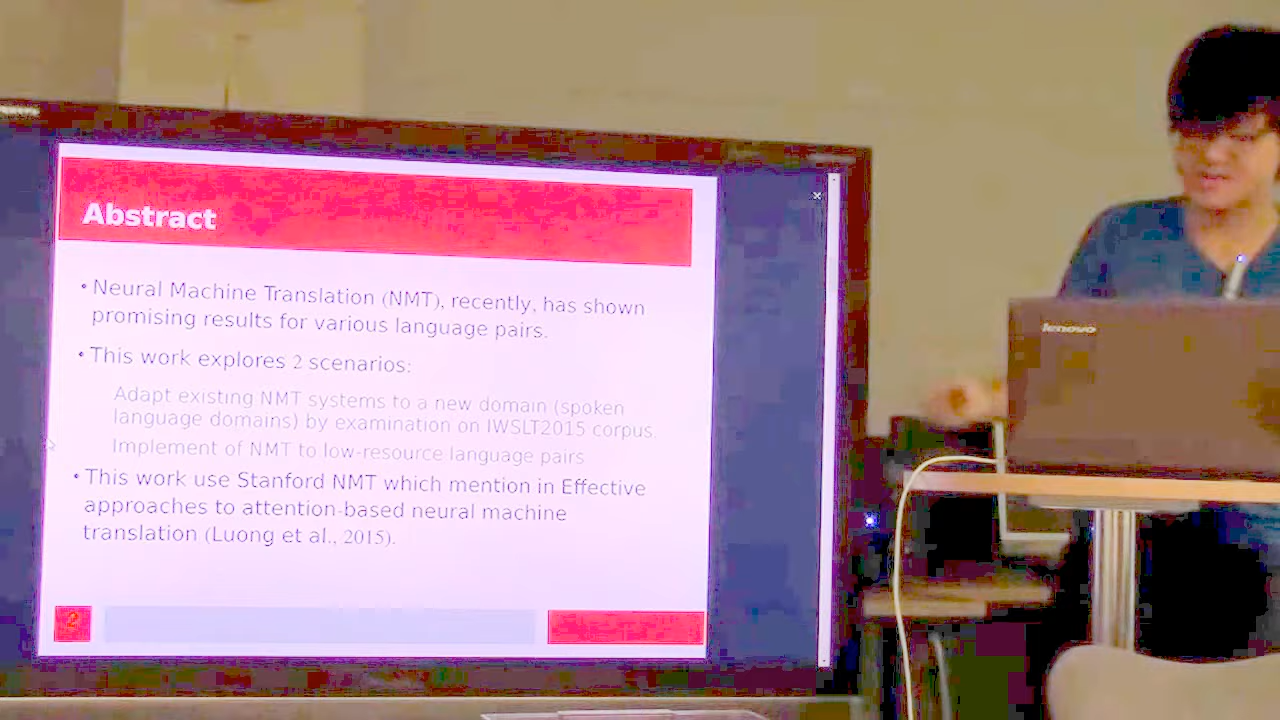 Abstract
• Neural Machine Translation (NMT), recently, has shown
promising results for various language pairs.
• This work explores 2 scenarios:
Adapt existing NMT systems to a new domain (spoken
language domains) by examination on IWSLT2015 corpus.
Implement of NMT to low-resource language pairs
• This work use Stanford NMT which mention in Effective
approaches to attention-based neural machine
translation (Luong et al., 2015).
2
lenovo